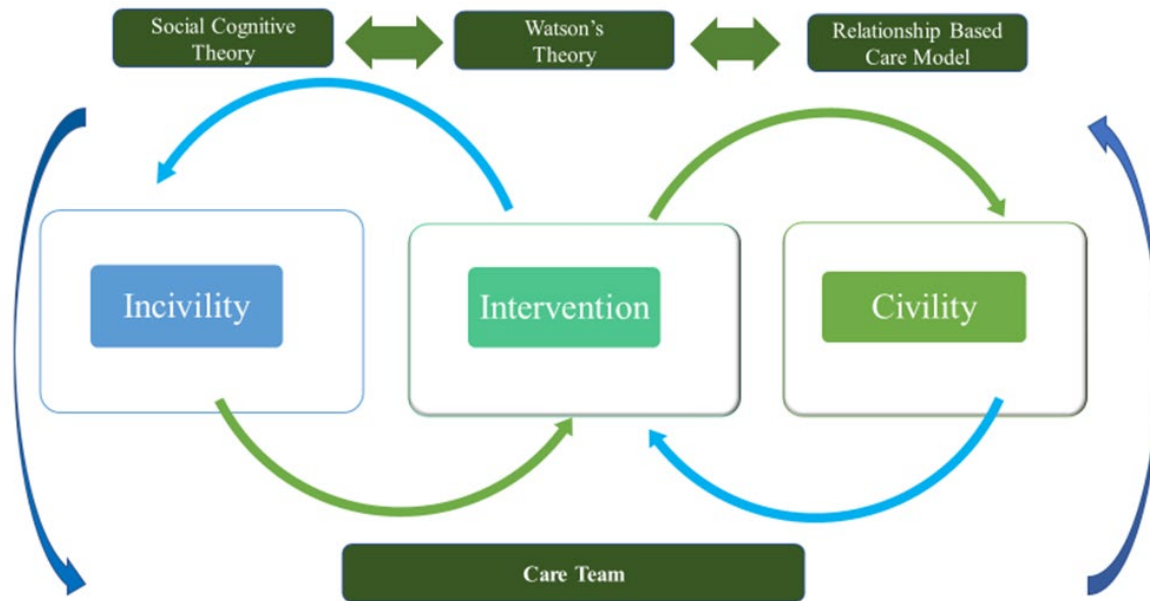 Social Cognitive
Theory
Watson's
Theory
Relationship Based
Care Model
Incivility
Intervention
Civility
Care Team